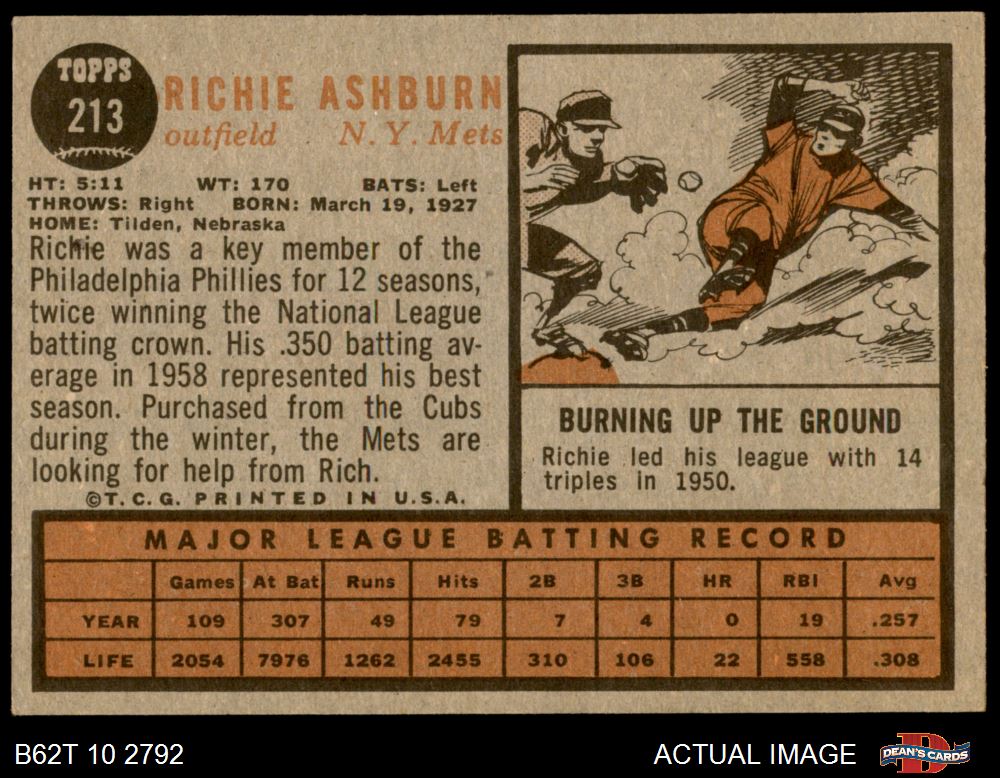 TOPPS
213
RICHIE ASHBURN
outfield N. Y. Mets
HT: 5:11 WT: 170 BATS: Left
THROWS: Right BORN: March 19, 1927
HOME: Tilden, Nebraska
Richie was a key member of the
Philadelphia Phillies for 12 seasons,
twice winning the National League
batting crown. His .350 batting av-
erage in 1958 represented his best
season. Purchased from the Cubs
during the winter, the Mets are
looking for help from Rich.
©T.C.G. PRINTED IN U.S.A.
BURNING UP THE GROUND
Richie led his league with 14
triples in 1950.
MAJOR LEAGUE BATTING RECORD
Games At Bat Runs Hits 2B 3B HR RBI Avg
YEAR 109 307 49 79 7 4 0 19 .257
LIFE 2054 7976 1262 2455 310 106 22 558 .308
B62T 10 2792 ACTUAL IMAGE DEAN'S CARDS